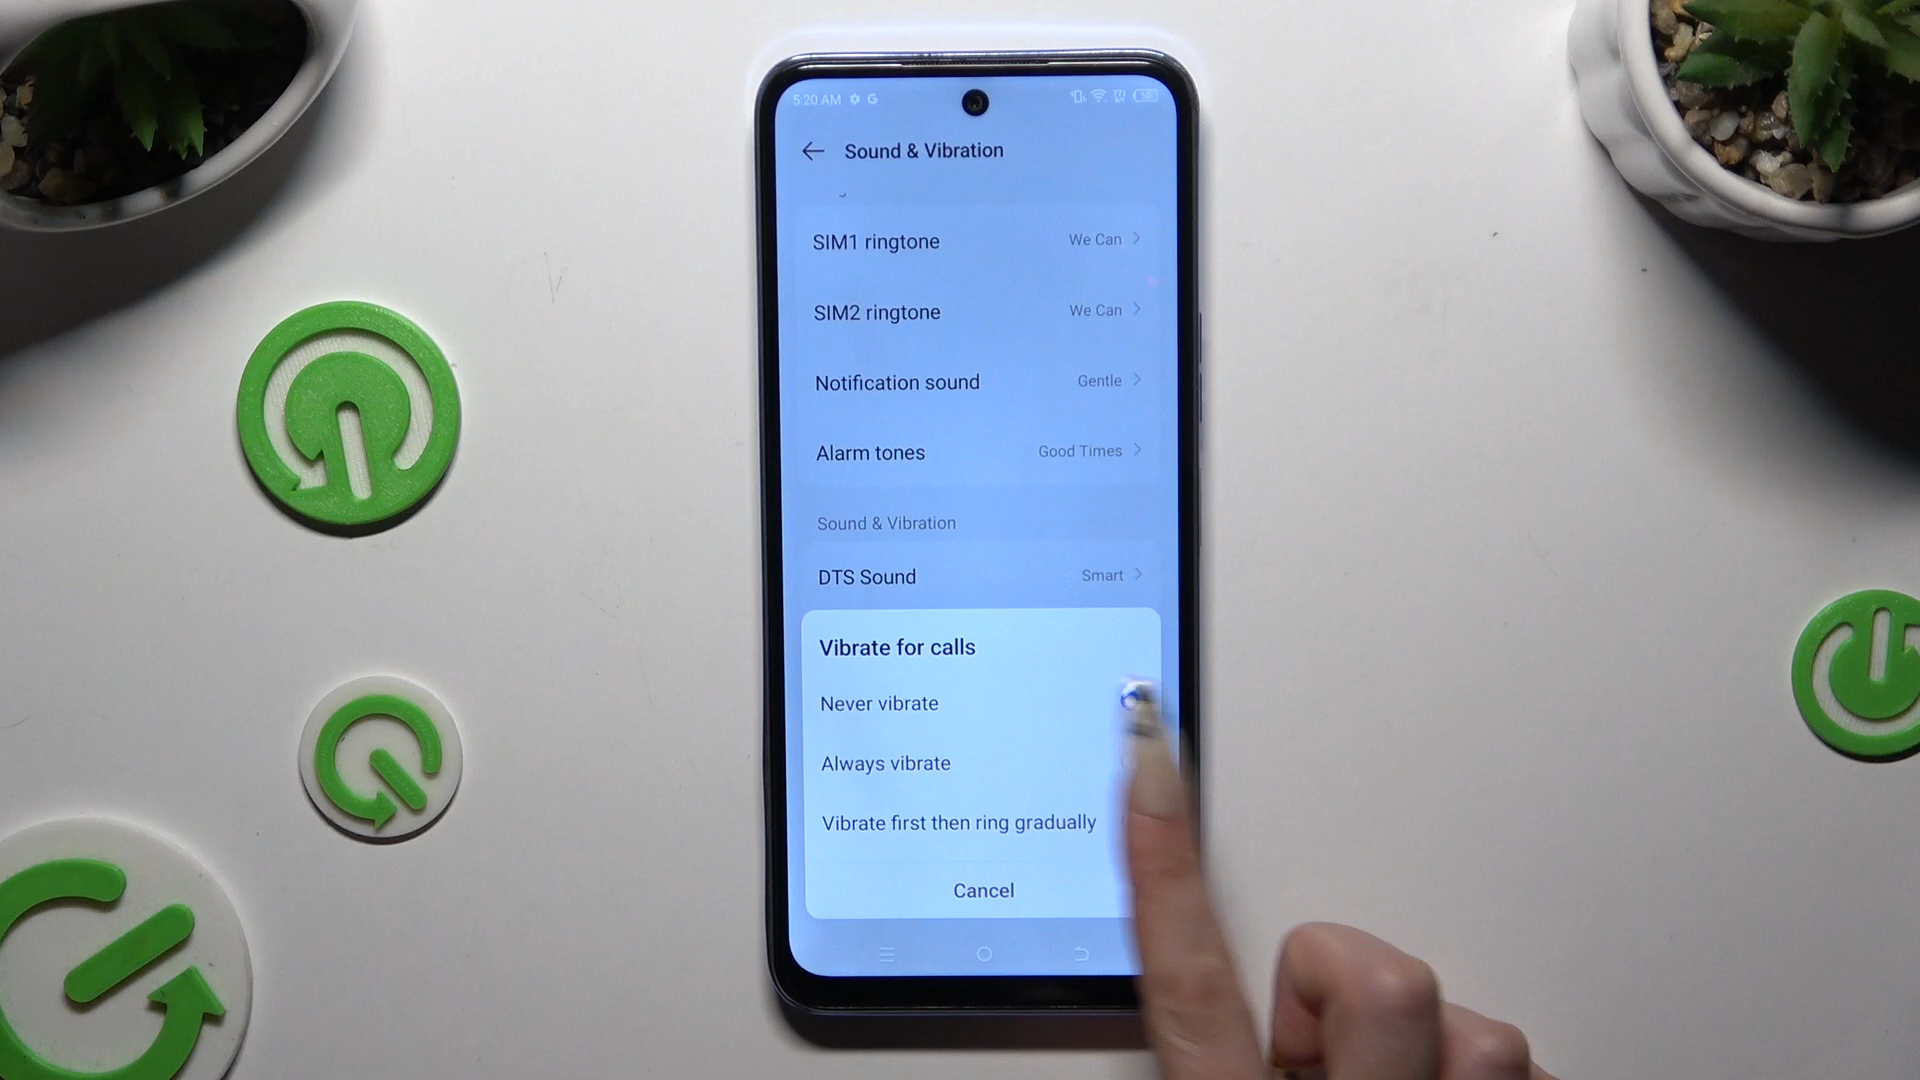 5:20 AM
Sound & Vibration
SIM1 ringtone We Can
SIM2 ringtone We Can
Notification sound Gentle
Alarm tones Good Times
Sound & Vibration
DTS Sound Smart
Vibrate for calls
Never vibrate
Always vibrate
Vibrate first then ring gradually
Cancel